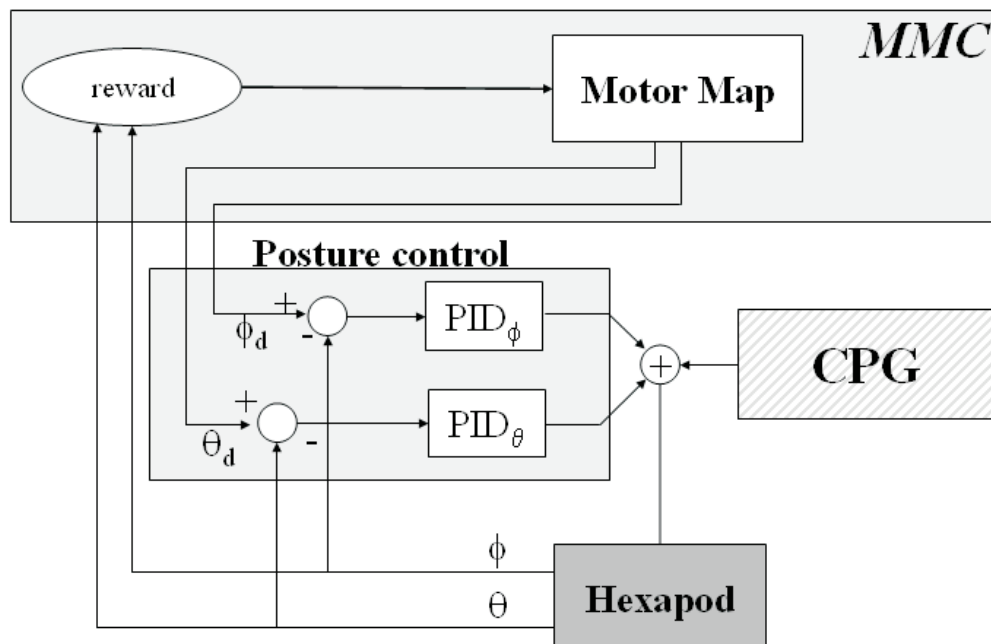 MMC
reward
Motor Map
Posture control
+
-
ϕd
PIDϕ
+
CPG
+
-
θd
PIDθ
ϕ
θ
Hexapod